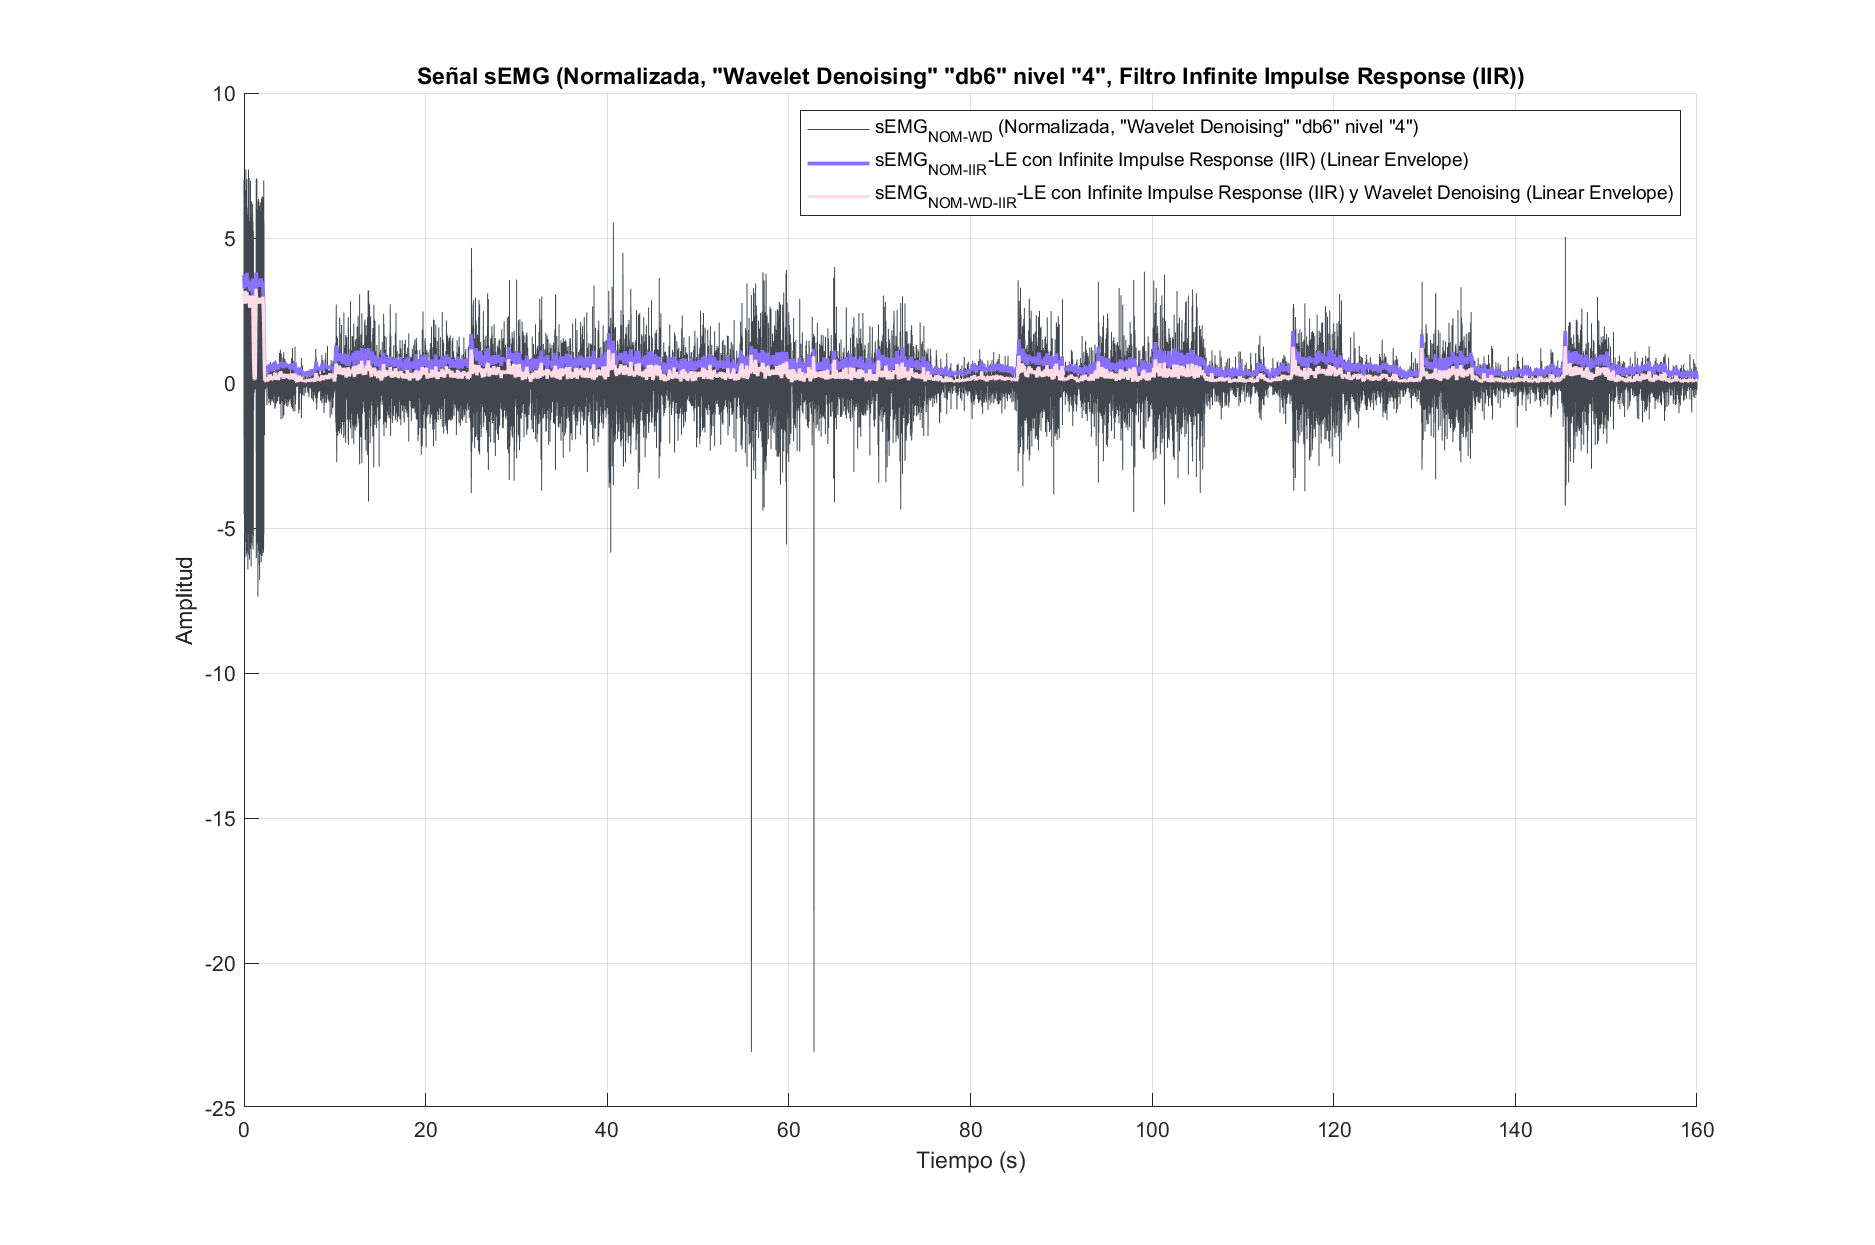 Señal sEMG (Normalizada, "Wavelet Denoising" "db6" nivel "4", Filtro Infinite Impulse Response (IIR))
sEMG_NOM-WD (Normalizada, "Wavelet Denoising" "db6" nivel "4")
sEMG_NOM-IIR-LE con Infinite Impulse Response (IIR) (Linear Envelope)
sEMG_NOM-WD-IIR-LE con Infinite Impulse Response (IIR) y Wavelet Denoising (Linear Envelope)
10
5
0
-5
-10
-15
-20
-25
Amplitud
0 20 40 60 80 100 120 140 160
Tiempo (s)